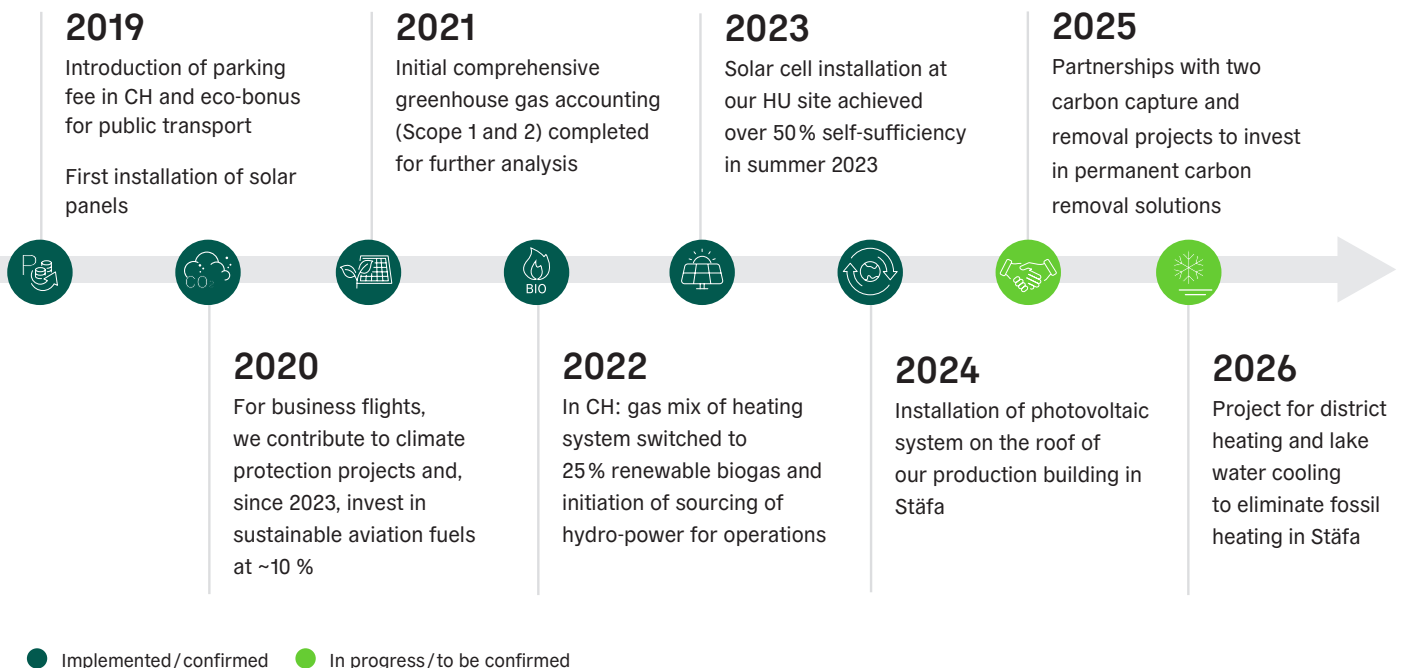 2019
Introduction of parking
fee in CH and eco-bonus
for public transport
First installation of solar
panels
2021
Initial comprehensive
greenhouse gas accounting
(Scope 1 and 2) completed
for further analysis
2023
Solar cell installation at
our HU site achieved
over 50 % self-sufficiency
in summer 2023
2025
Partnerships with two
carbon capture and
removal projects to invest
in permanent carbon
removal solutions
P
CO₂
BIO
2020
For business flights,
we contribute to climate
protection projects and,
since 2023, invest in
sustainable aviation fuels
at ~10 %
2022
In CH: gas mix of heating
system switched to
25 % renewable biogas and
initiation of sourcing of
hydro-power for operations
2024
Installation of photovoltaic
system on the roof of
our production building in
Stäfa
2026
Project for district
heating and lake
water cooling
to eliminate fossil
heating in Stäfa
Implemented / confirmed
In progress / to be confirmed